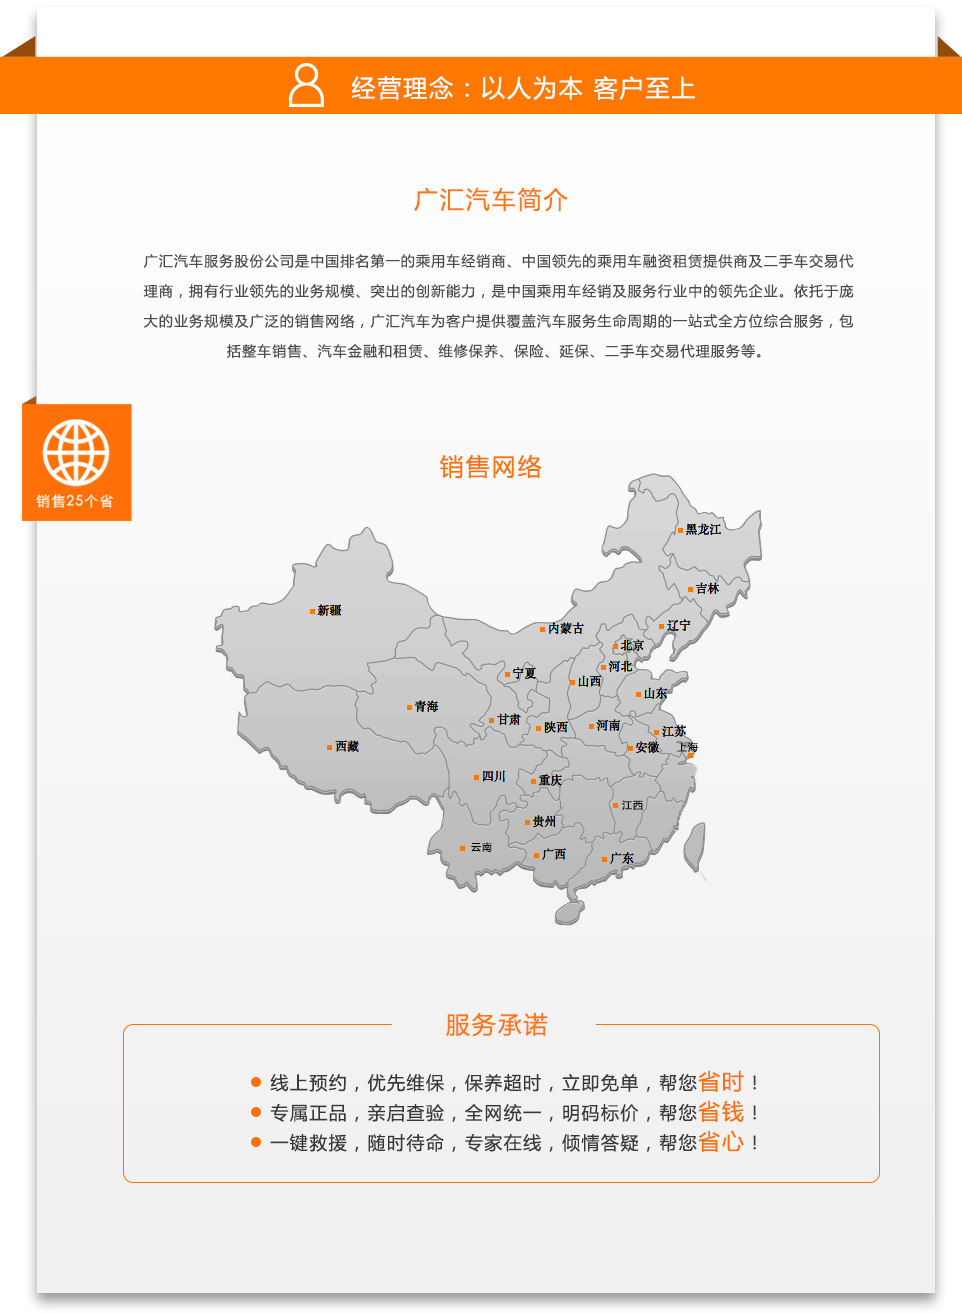 经营理念：以人为本 客户至上
广汇汽车简介
广汇汽车服务股份公司是中国排名第一的乘用车经销商、中国领先的乘用车融资租赁提供商及二手车交易代
理商，拥有行业领先的业务规模、突出的创新能力，是中国乘用车经销及服务行业中的领先企业。依托于庞
大的业务规模及广泛的销售网络，广汇汽车为客户提供覆盖汽车服务生命周期的一站式全方位综合服务，包
括整车销售、汽车金融和租赁、维修保养、保险、延保、二手车交易代理服务等。
销售网络
销售25个省
黑龙江
吉林
新疆
辽宁
内蒙古
北京
河北
宁夏
山西
山东
青海
甘肃
河南
陕西
江苏
西藏
安徽
上海
四川
重庆
江西
贵州
云南
广西
广东
服务承诺
线上预约，优先维保，保养超时，立即免单，帮您省时！
专属正品，亲启查验，全网统一，明码标价，帮您省钱！
一键救援，随时待命，专家在线，倾情答疑，帮您省心！